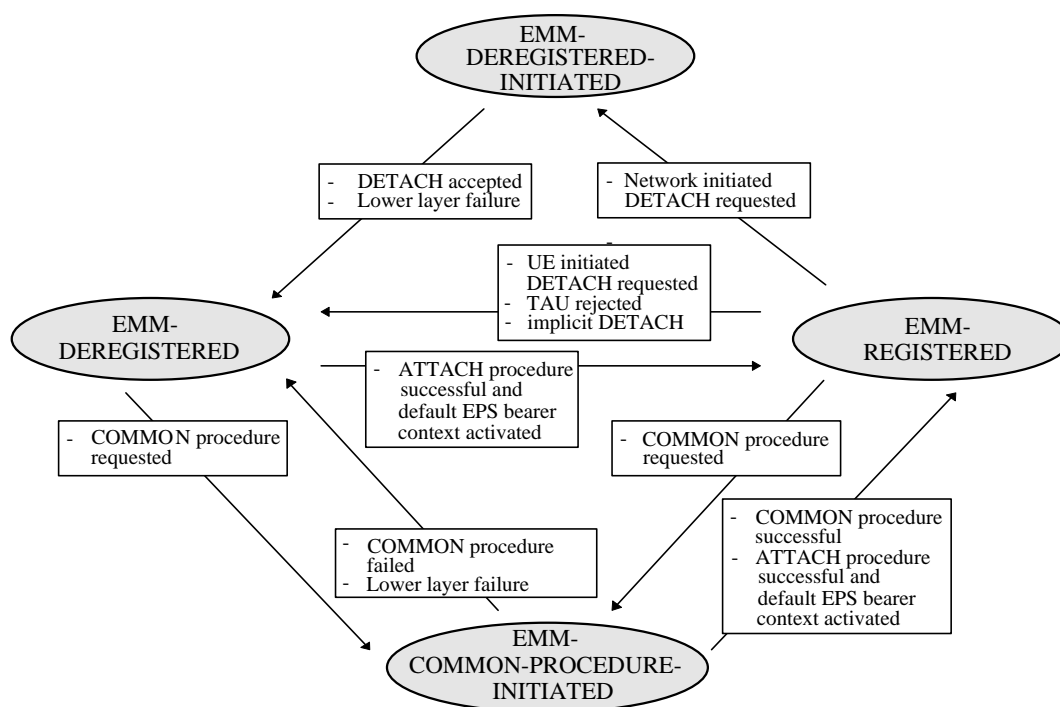 EMM-
DEREGISTERED-
INITIATED
- DETACH accepted
- Lower layer failure
- Network initiated
DETACH requested
-
- UE initiated
DETACH requested
- TAU rejected
- implicit DETACH
EMM-
DEREGISTERED
EMM-
REGISTERED
- ATTACH procedure
successful and
default EPS bearer
context activated
- COMMON procedure
requested
- COMMON procedure
requested
- COMMON procedure
failed
- Lower layer failure
- COMMON procedure
successful
- ATTACH procedure
successful and
default EPS bearer
context activated
EMM-
COMMON-PROCEDURE-
INITIATED